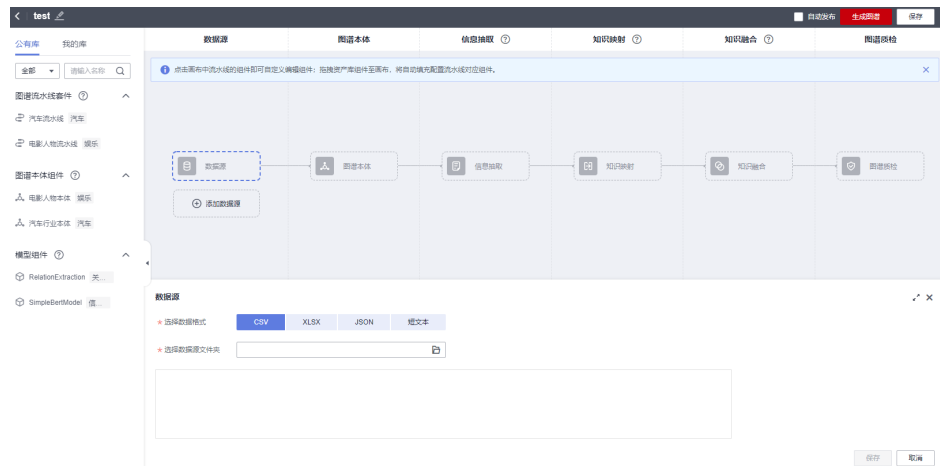 test
自动发布 生成图谱 保存
公有库 我的库
全部 请输入名称
图谱流水线套件
汽车流水线 汽车
电影人物流水线 娱乐
图谱本体组件
电影人物本体 娱乐
汽车行业本体 汽车
模型组件
RelationExtraction 关...
SimpleBertModel 信...
数据源 图谱本体 信息抽取 知识映射 知识融合 图谱质检
点击画布中流水线的组件即可自定义编辑组件；拖拽资产库组件至画布，将自动填充配置流水线对应组件。
数据源 图谱本体 信息抽取 知识映射 知识融合 图谱质检
添加数据源
数据源
* 选择数据格式 CSV XLSX JSON 短文本
* 选择数据源文件夹
保存 取消